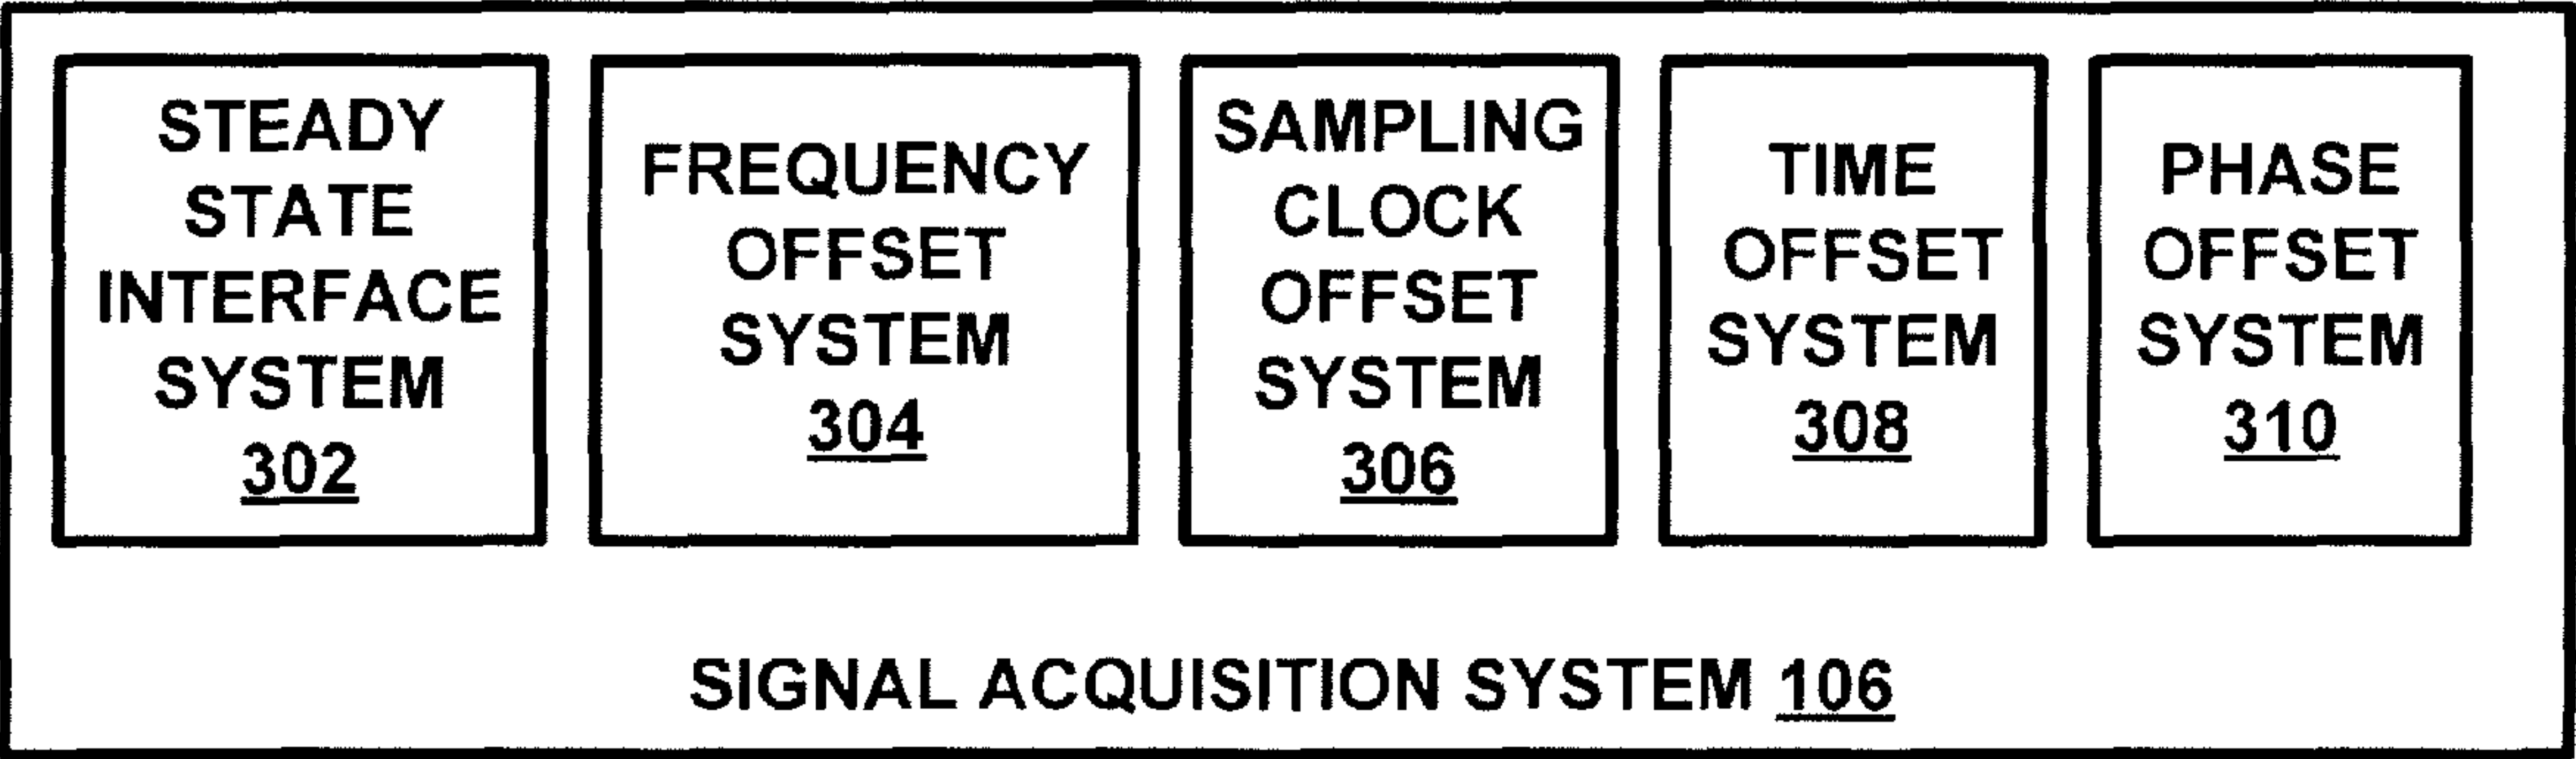 STEADY
STATE
INTERFACE
SYSTEM
302
FREQUENCY
OFFSET
SYSTEM
304
SAMPLING
CLOCK
OFFSET
SYSTEM
306
TIME
OFFSET
SYSTEM
308
PHASE
OFFSET
SYSTEM
310
SIGNAL ACQUISITION SYSTEM 106